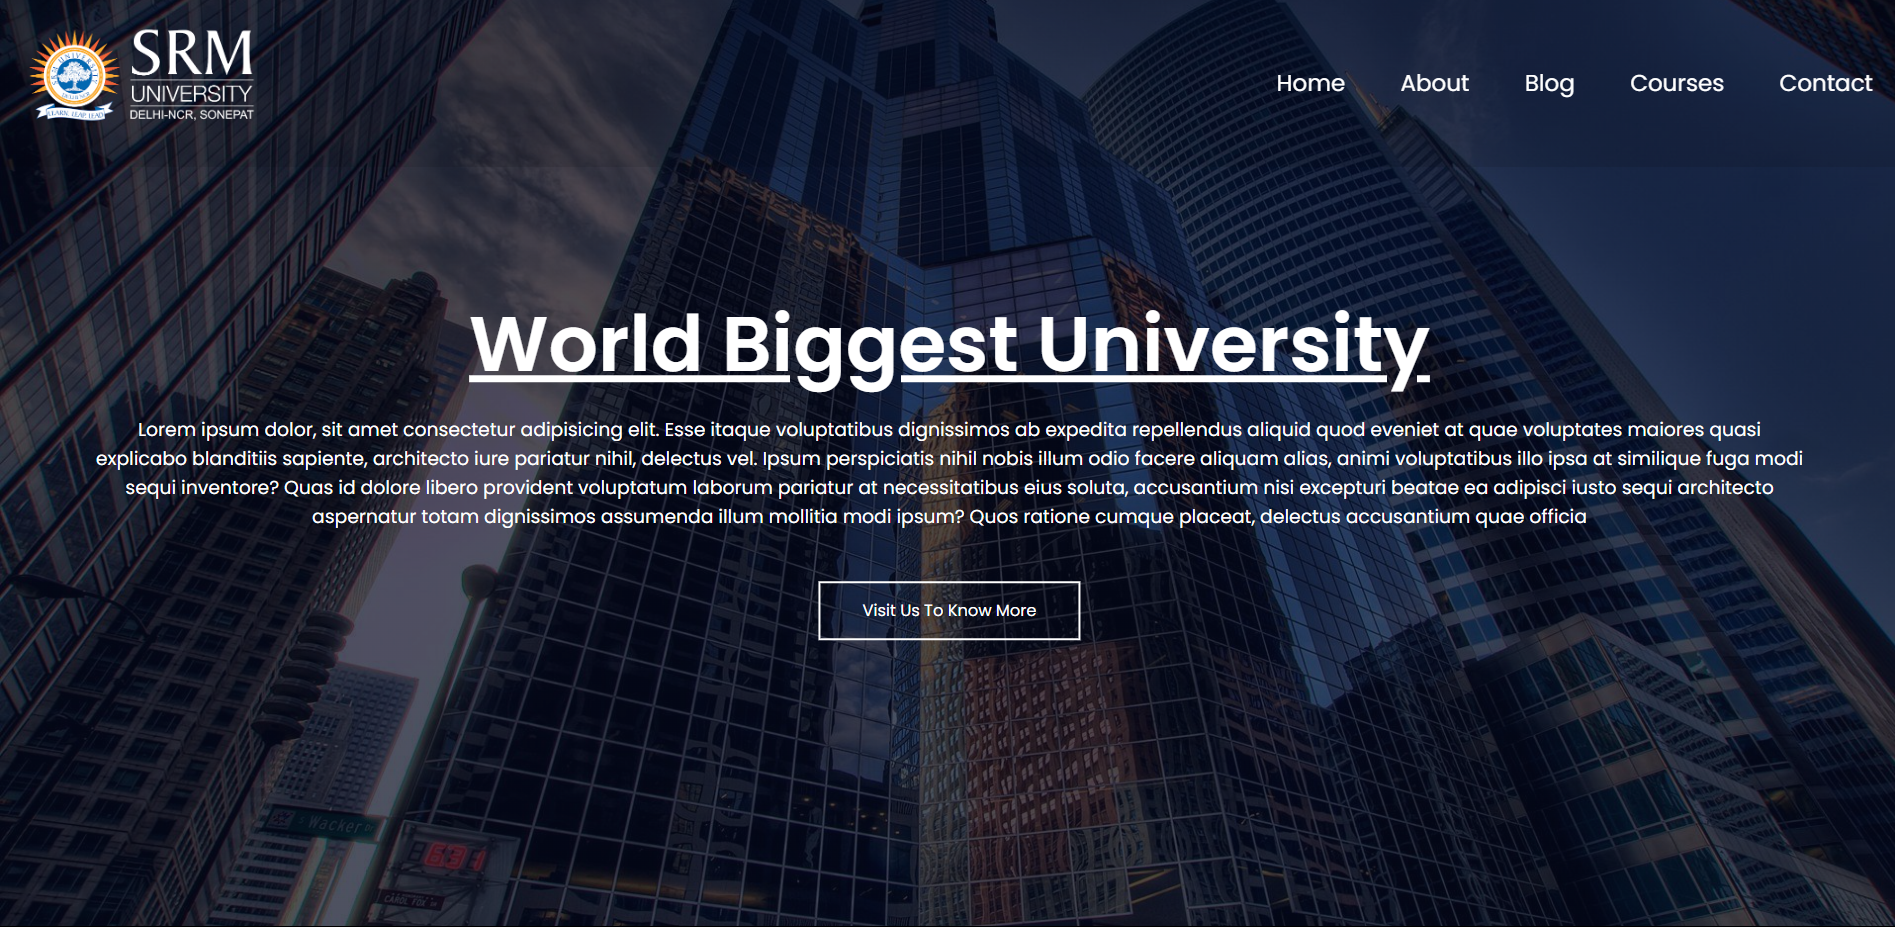 SRM
UNIVERSITY
DELHI-NCR, SONEPAT
LEARN, LEAP, LEAD
Home About Blog Courses Contact
World Biggest University
Lorem ipsum dolor, sit amet consectetur adipisicing elit. Esse itaque voluptatibus dignissimos ab expedita repellendus aliquid quod eveniet at quae voluptates maiores quasi
explicabo blanditiis sapiente, architecto iure pariatur nihil, delectus vel. Ipsum perspiciatis nihil nobis illum odio facere aliquam alias, animi voluptatibus illo ipsa at similique fuga modi
sequi inventore? Quas id dolore libero provident voluptatum laborum pariatur at necessitatibus eius soluta, accusantium nisi excepturi beatae ea adipisci iusto sequi architecto
aspernatur totam dignissimos assumenda illum mollitia modi ipsum? Quos ratione cumque placeat, delectus accusantium quae officia
Visit Us To Know More
S Wacker Dr
631
CAROL FOX